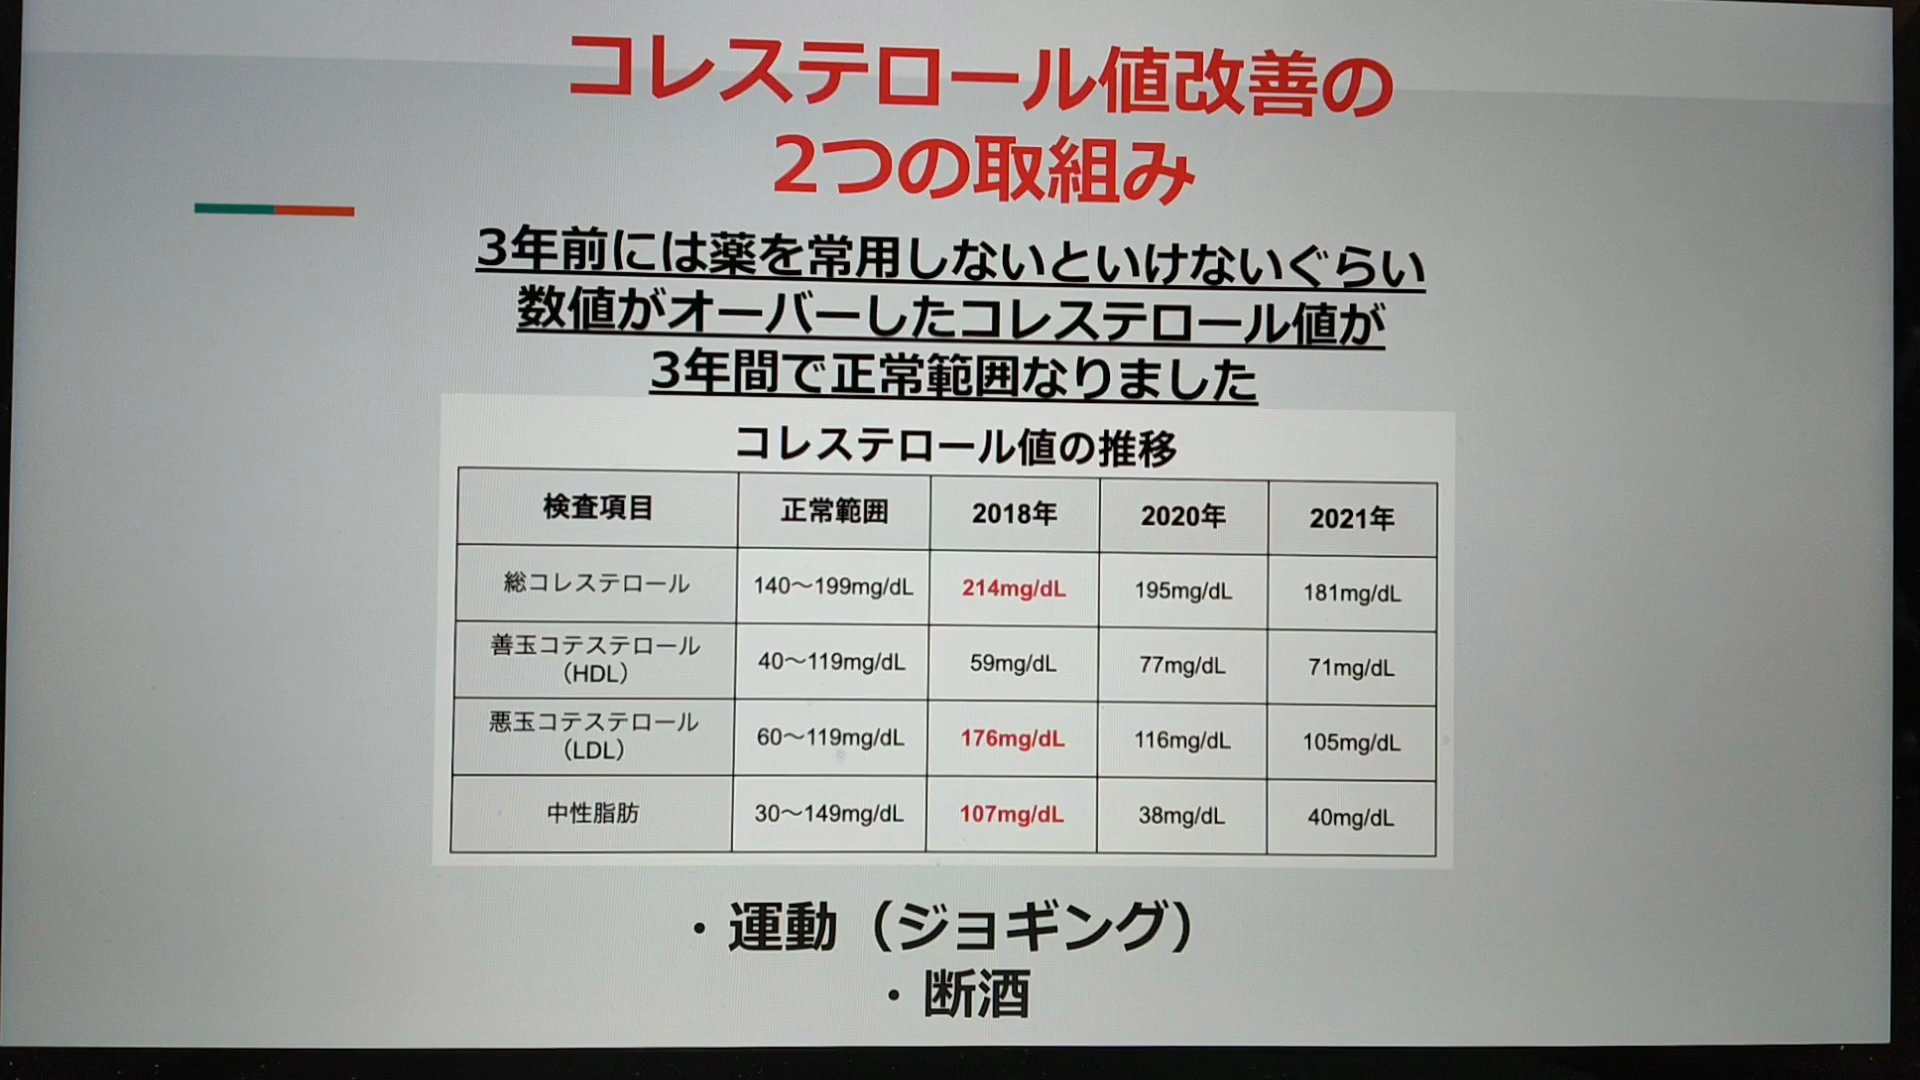 コレステロール値改善の
2つの取組み
3年前には薬を常用しないといけないぐらい
数値がオーバーしたコレステロール値が
3年間で正常範囲なりました
コレステロール値の推移
検査項目 正常範囲 2018年 2020年 2021年
総コレステロール 140〜199mg/dL 214mg/dL 195mg/dL 181mg/dL
善玉コテステロール
（HDL） 40〜119mg/dL 59mg/dL 77mg/dL 71mg/dL
悪玉コテステロール
（LDL） 60〜119mg/dL 176mg/dL 116mg/dL 105mg/dL
中性脂肪 30〜149mg/dL 107mg/dL 38mg/dL 40mg/dL
・運動（ジョギング）
・断酒